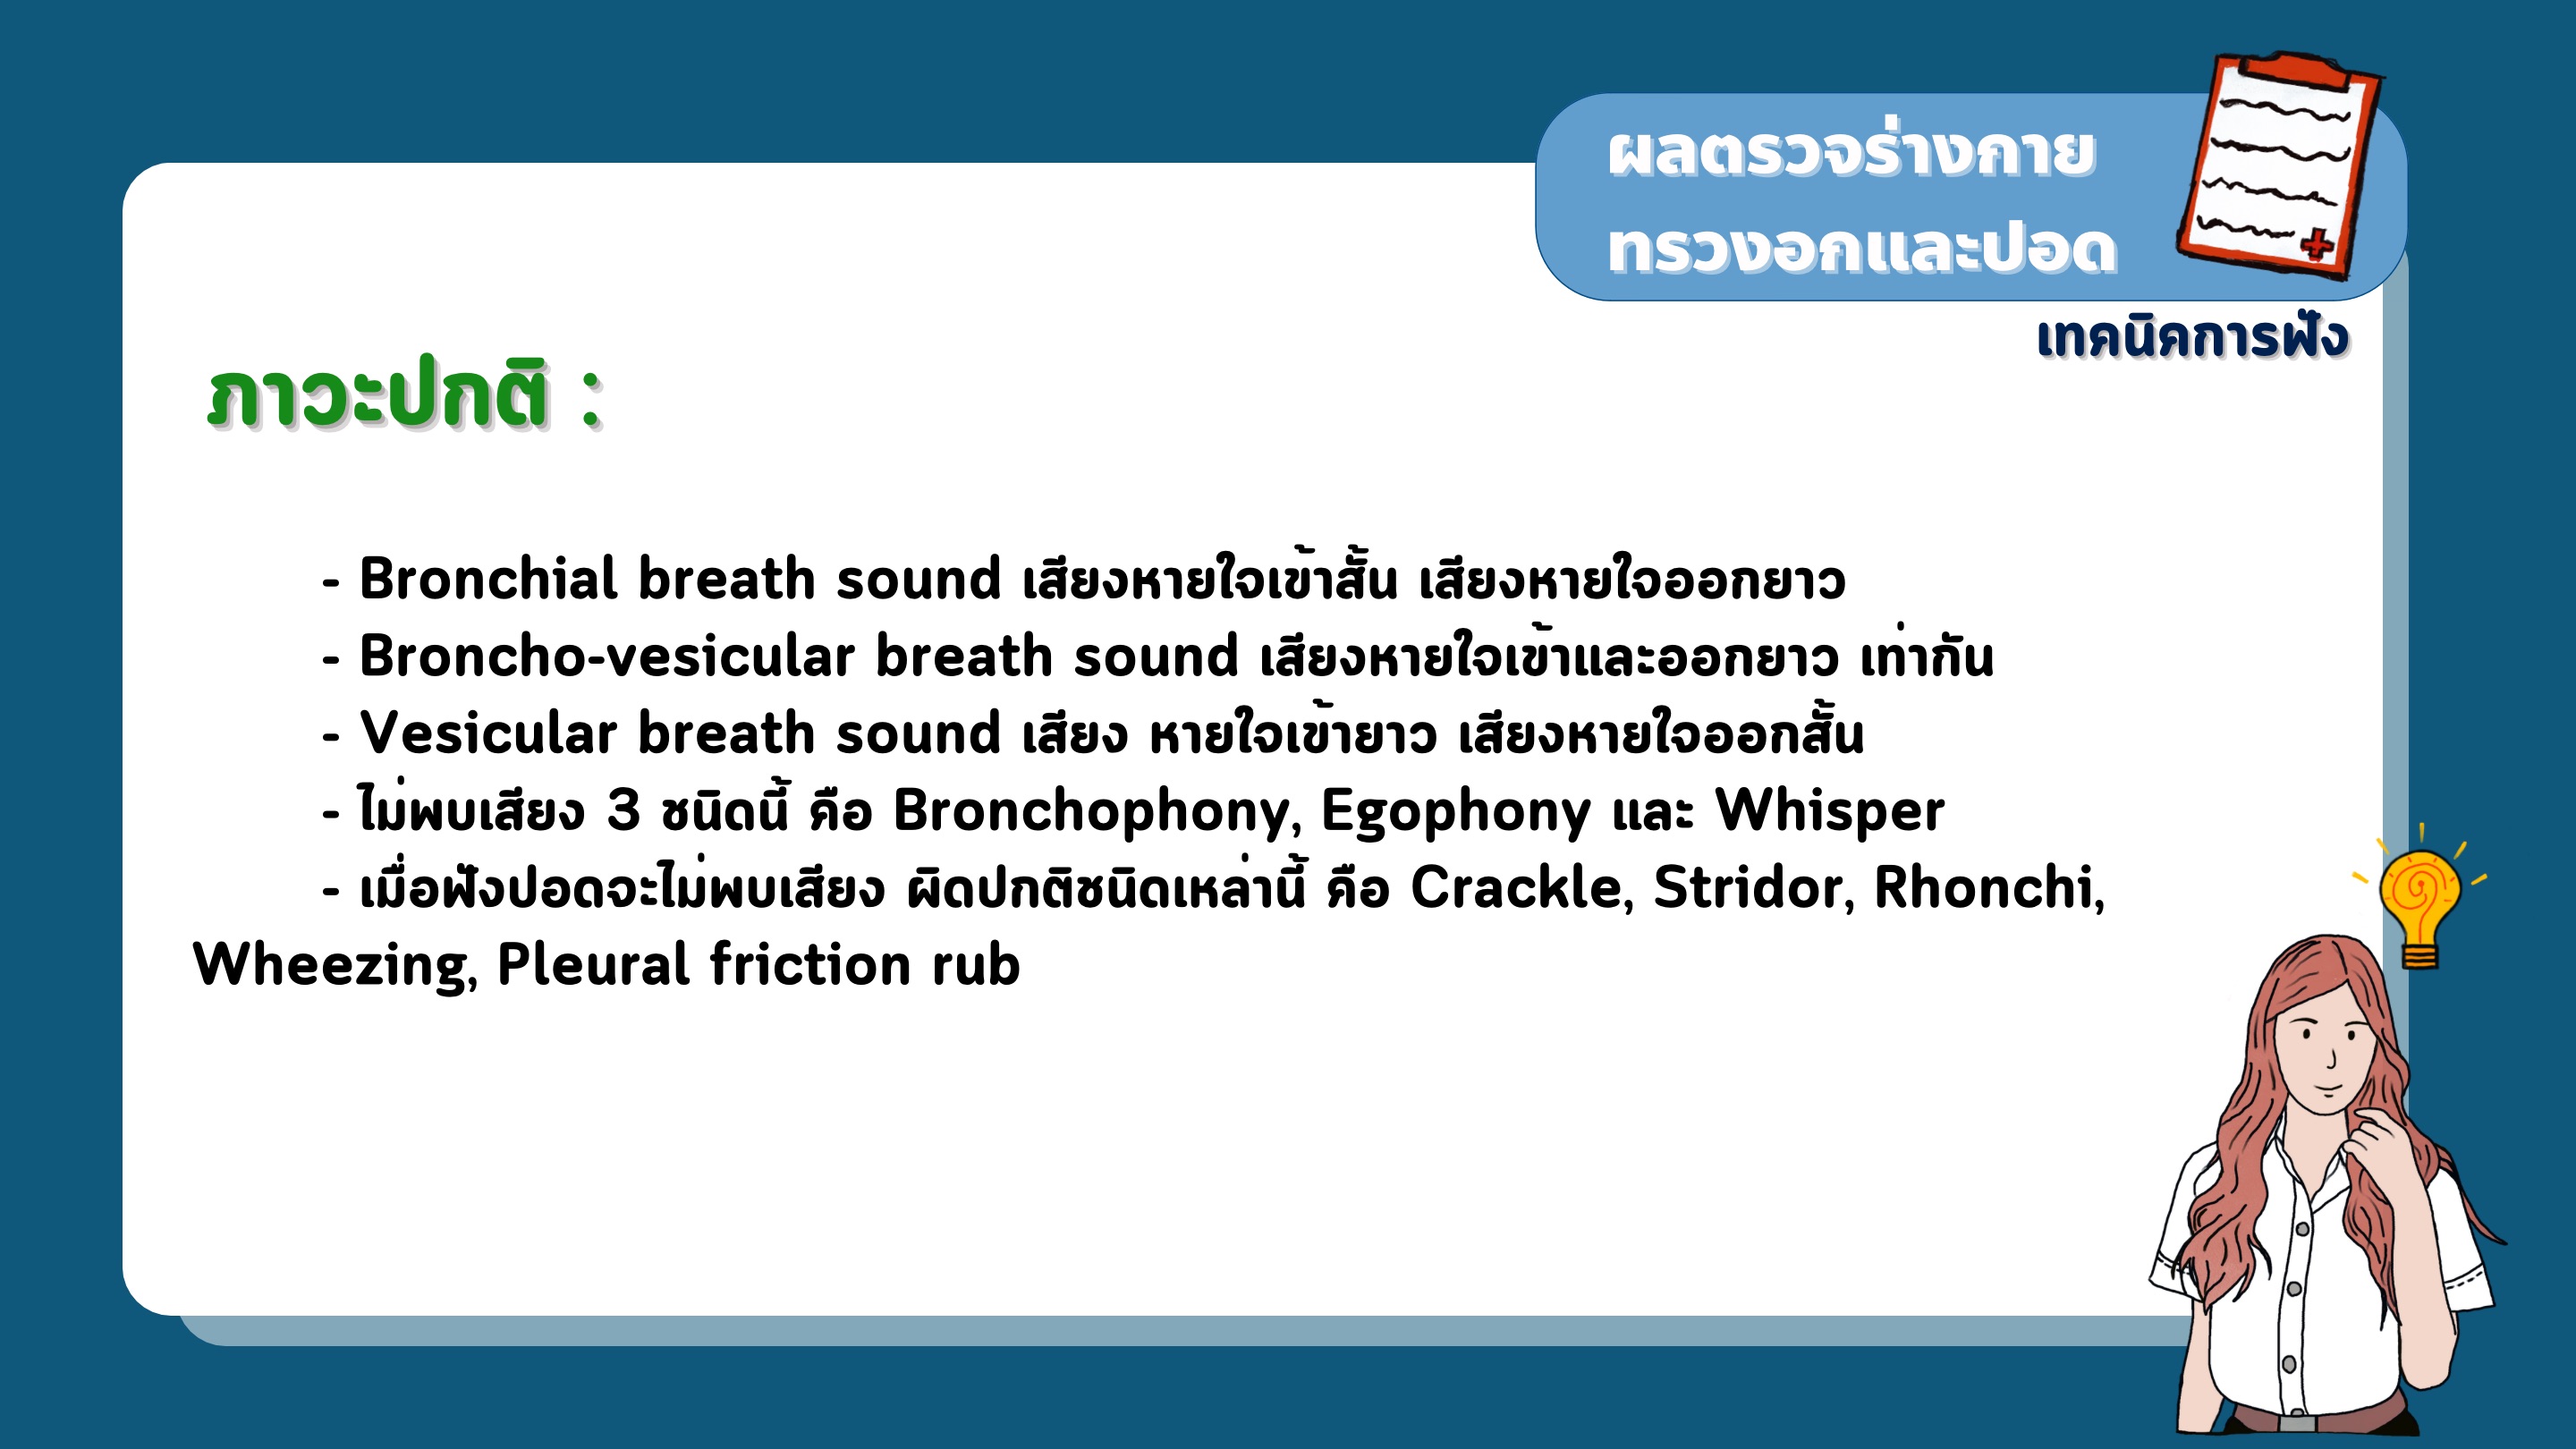 ผลตรวจร่างกาย
ทรวงอกและปอด
เทคนิคการฟัง
ภาวะปกติ :
- Bronchial breath sound เสียงหายใจเข้าสั้น เสียงหายใจออกยาว
- Broncho-vesicular breath sound เสียงหายใจเข้าและออกยาว เท่ากัน
- Vesicular breath sound เสียง หายใจเข้ายาว เสียงหายใจออกสั้น
- ไม่พบเสียง 3 ชนิดนี้ คือ Bronchophony, Egophony และ Whisper
- เมื่อฟังปอดจะไม่พบเสียง ผิดปกติชนิดเหล่านี้ คือ Crackle, Stridor, Rhonchi,
Wheezing, Pleural friction rub